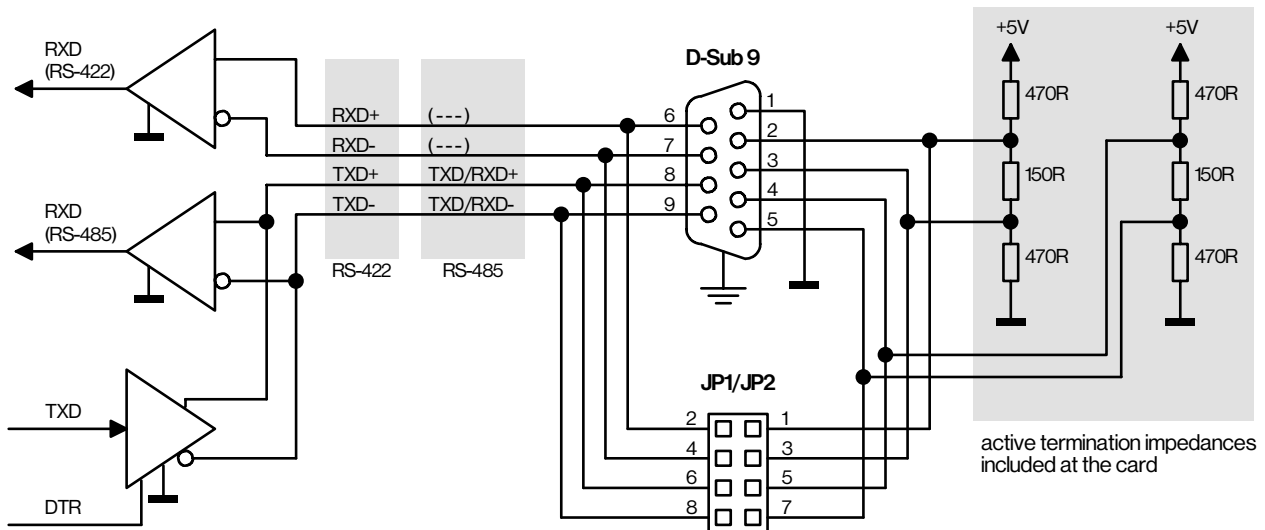 RXD
(RS-422)
RXD
(RS-485)
TXD
DTR
RXD+ (---)
RXD- (---)
TXD+ TXD/RXD+
TXD- TXD/RXD-
RS-422 RS-485
D-Sub 9
6
7
8
9
1
2
3
4
5
JP1/JP2
2 1
4 3
6 5
8 7
+5V +5V
470R 470R
150R 150R
470R 470R
active termination impedances
included at the card